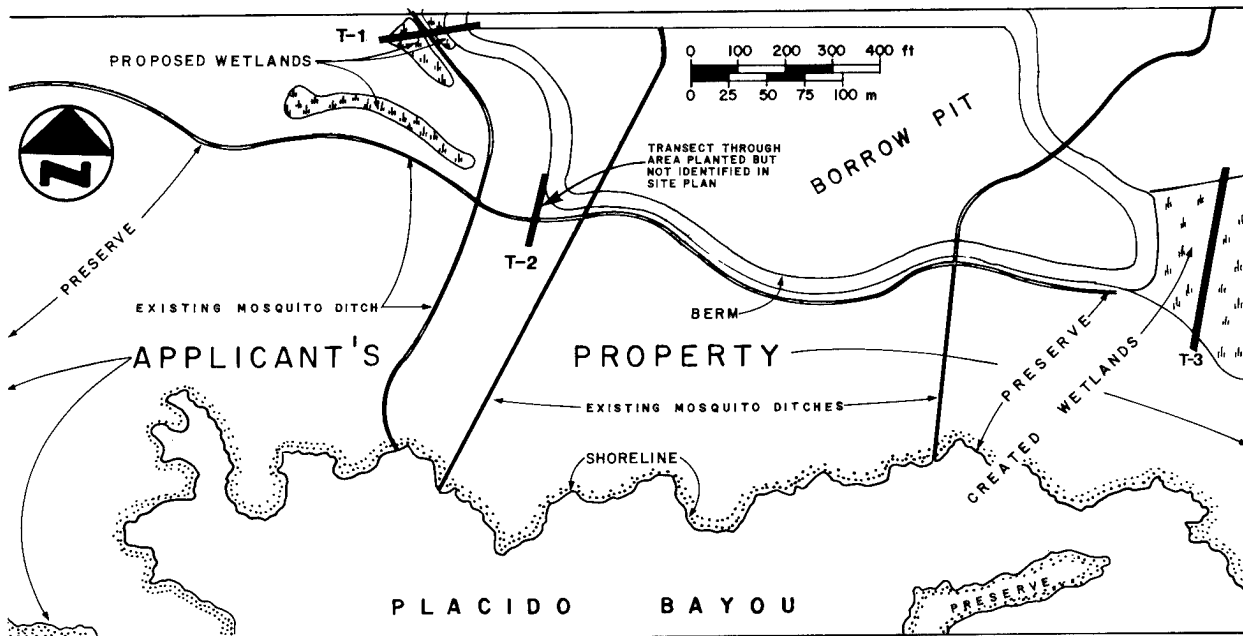 T-1
PROPOSED WETLANDS
0 100 200 300 400 ft
0 25 50 75 100 m
BORROW PIT
TRANSECT THROUGH
AREA PLANTED BUT
NOT IDENTIFIED IN
SITE PLAN
N
PRESERVE
T-2
EXISTING MOSQUITO DITCH
BERM
APPLICANT'S PROPERTY
PRESERVE
CREATED WETLANDS
T-3
EXISTING MOSQUITO DITCHES
SHORELINE
PRESERVE
PLACIDO BAYOU